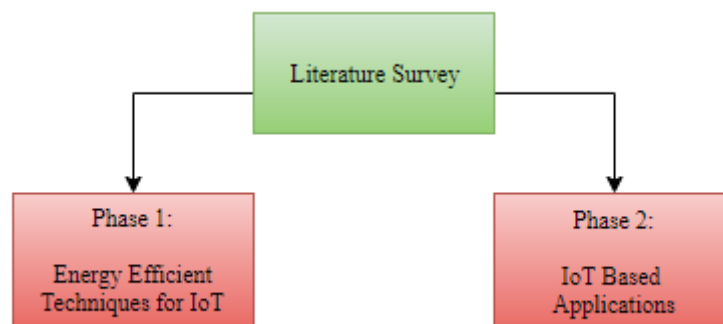 Literature Survey
Phase 1:
Energy Efficient
Techniques for IoT
Phase 2:
IoT Based
Applications